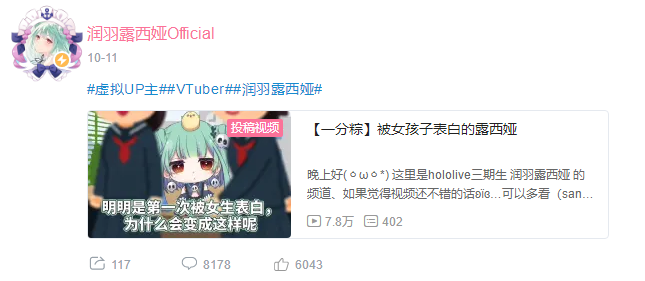 润羽露西娅Official
10-11
#虚拟UP主##VTuber##润羽露西娅#
投稿视频
明明是第一次被女生表白，
为什么会变成这样呢
【一分粽】被女孩子表白的露西娅
晚上好(ㅇωㅇ*) 这里是hololive三期生 润羽露西娅 的
频道、如果觉得视频还不错的话ʚïɞ…可以多看（san…
7.8万 402
117 8178 6043